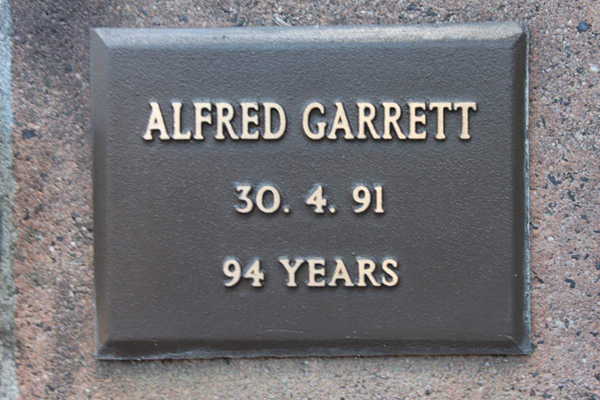 ALFRED GARRETT
30. 4. 91
94 YEARS